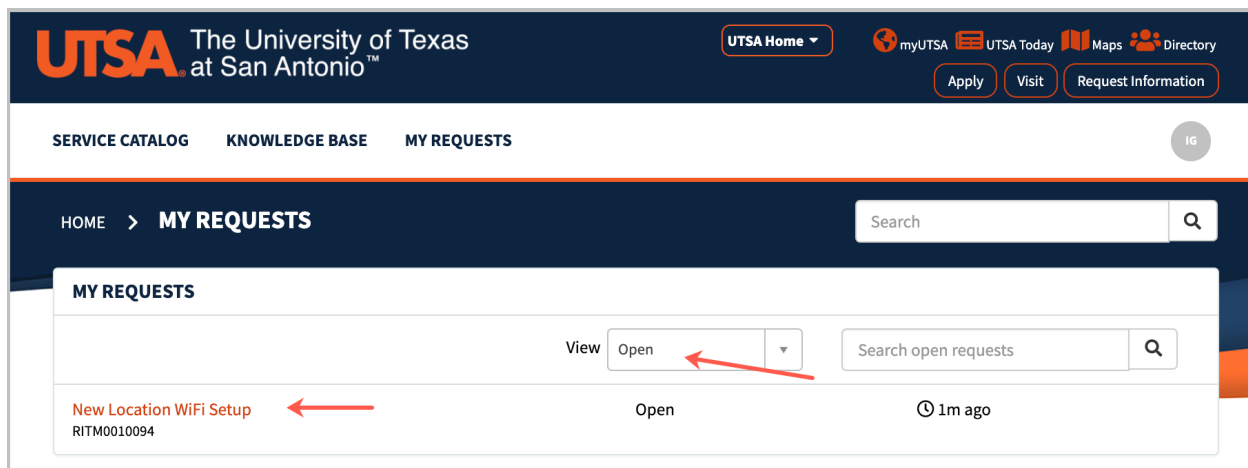 UTSA. The University of Texas at San Antonio™
UTSA Home
myUTSA UTSA Today Maps Directory
Apply Visit Request Information
SERVICE CATALOG KNOWLEDGE BASE MY REQUESTS
IG
HOME > MY REQUESTS
Search
MY REQUESTS
View Open Search open requests
New Location WiFi Setup Open 1m ago
RITM0010094